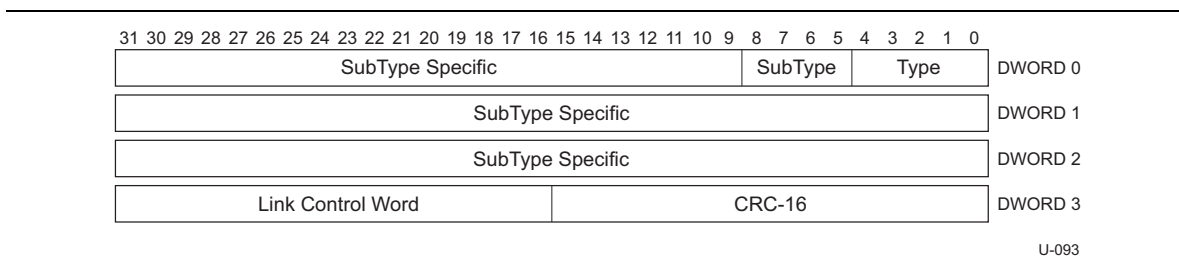 31 30 29 28 27 26 25 24 23 22 21 20 19 18 17 16 15 14 13 12 11 10 9 8 7 6 5 4 3 2 1 0
SubType Specific SubType Type DWORD 0
SubType Specific DWORD 1
SubType Specific DWORD 2
Link Control Word CRC-16 DWORD 3
U-093